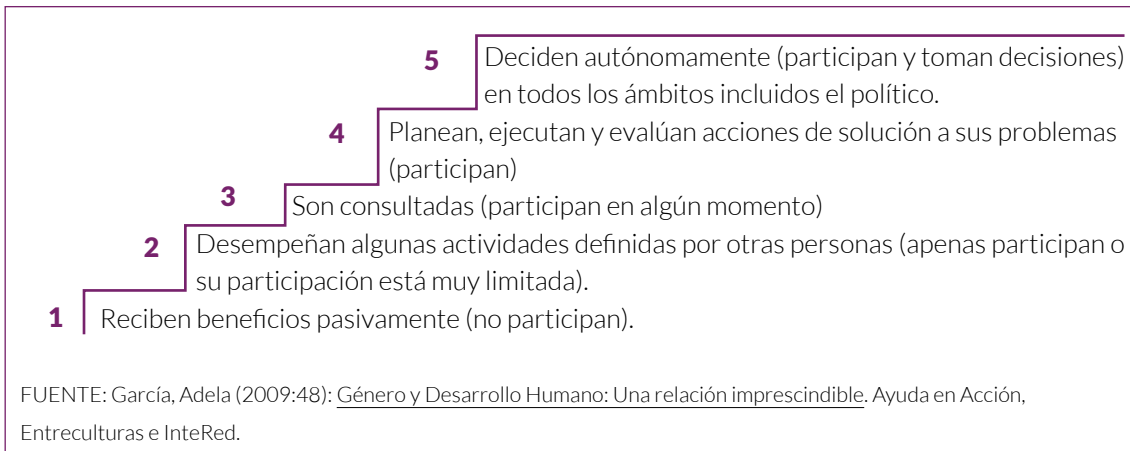 5 Deciden autónomamente (participan y toman decisiones)
en todos los ámbitos incluidos el político.
4 Planean, ejecutan y evalúan acciones de solución a sus problemas
(participan)
3 Son consultadas (participan en algún momento)
2 Desempeñan algunas actividades definidas por otras personas (apenas participan o
su participación está muy limitada).
1 Reciben beneficios pasivamente (no participan).
FUENTE: García, Adela (2009:48): Género y Desarrollo Humano: Una relación imprescindible. Ayuda en Acción,
Entreculturas e InteRed.